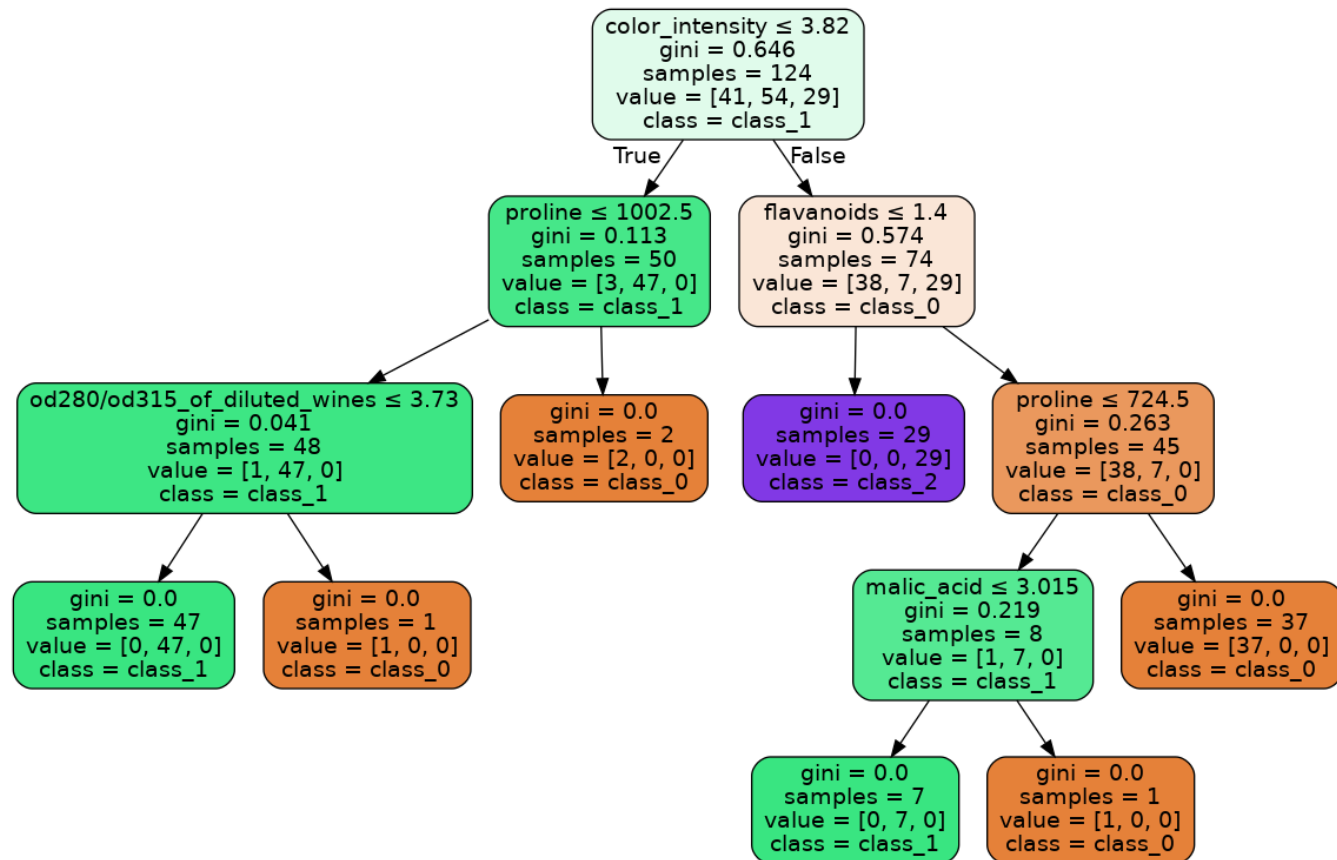 color_intensity ≤ 3.82
gini = 0.646
samples = 124
value = [41, 54, 29]
class = class_1
True
False
proline ≤ 1002.5
gini = 0.113
samples = 50
value = [3, 47, 0]
class = class_1
flavanoids ≤ 1.4
gini = 0.574
samples = 74
value = [38, 7, 29]
class = class_0
od280/od315_of_diluted_wines ≤ 3.73
gini = 0.041
samples = 48
value = [1, 47, 0]
class = class_1
gini = 0.0
samples = 2
value = [2, 0, 0]
class = class_0
gini = 0.0
samples = 29
value = [0, 0, 29]
class = class_2
proline ≤ 724.5
gini = 0.263
samples = 45
value = [38, 7, 0]
class = class_0
gini = 0.0
samples = 47
value = [0, 47, 0]
class = class_1
gini = 0.0
samples = 1
value = [1, 0, 0]
class = class_0
malic_acid ≤ 3.015
gini = 0.219
samples = 8
value = [1, 7, 0]
class = class_1
gini = 0.0
samples = 37
value = [37, 0, 0]
class = class_0
gini = 0.0
samples = 7
value = [0, 7, 0]
class = class_1
gini = 0.0
samples = 1
value = [1, 0, 0]
class = class_0